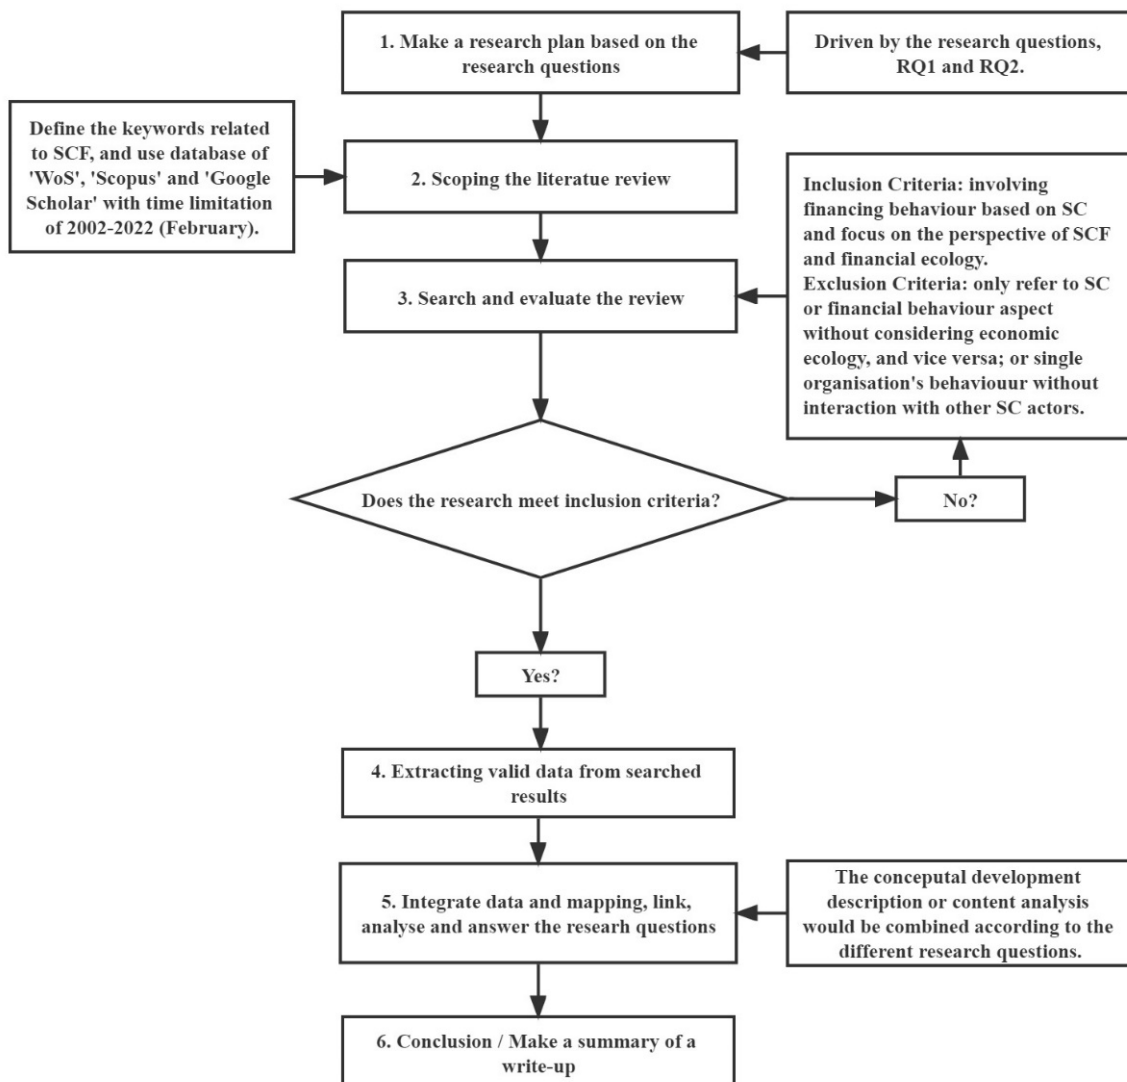 1. Make a research plan based on the
research questions
Driven by the research questions,
RQ1 and RQ2.
Define the keywords related
to SCF, and use database of
'WoS', 'Scopus' and 'Google
Scholar' with time limitation
of 2002-2022 (February).
2. Scoping the literatue review
3. Search and evaluate the review
Inclusion Criteria: involving
financing behaviour based on SC
and focus on the perspective of SCF
and financial ecology.
Exclusion Criteria: only refer to SC
or financial behaviour aspect
without considering economic
ecology, and vice versa; or single
organisation's behaviouur without
interaction with other SC actors.
Does the research meet inclusion criteria?
No?
Yes?
4. Extracting valid data from searched
results
5. Integrate data and mapping, link,
analyse and answer the researh questions
The conceputal development
description or content analysis
would be combined according to the
different research questions.
6. Conclusion / Make a summary of a
write-up